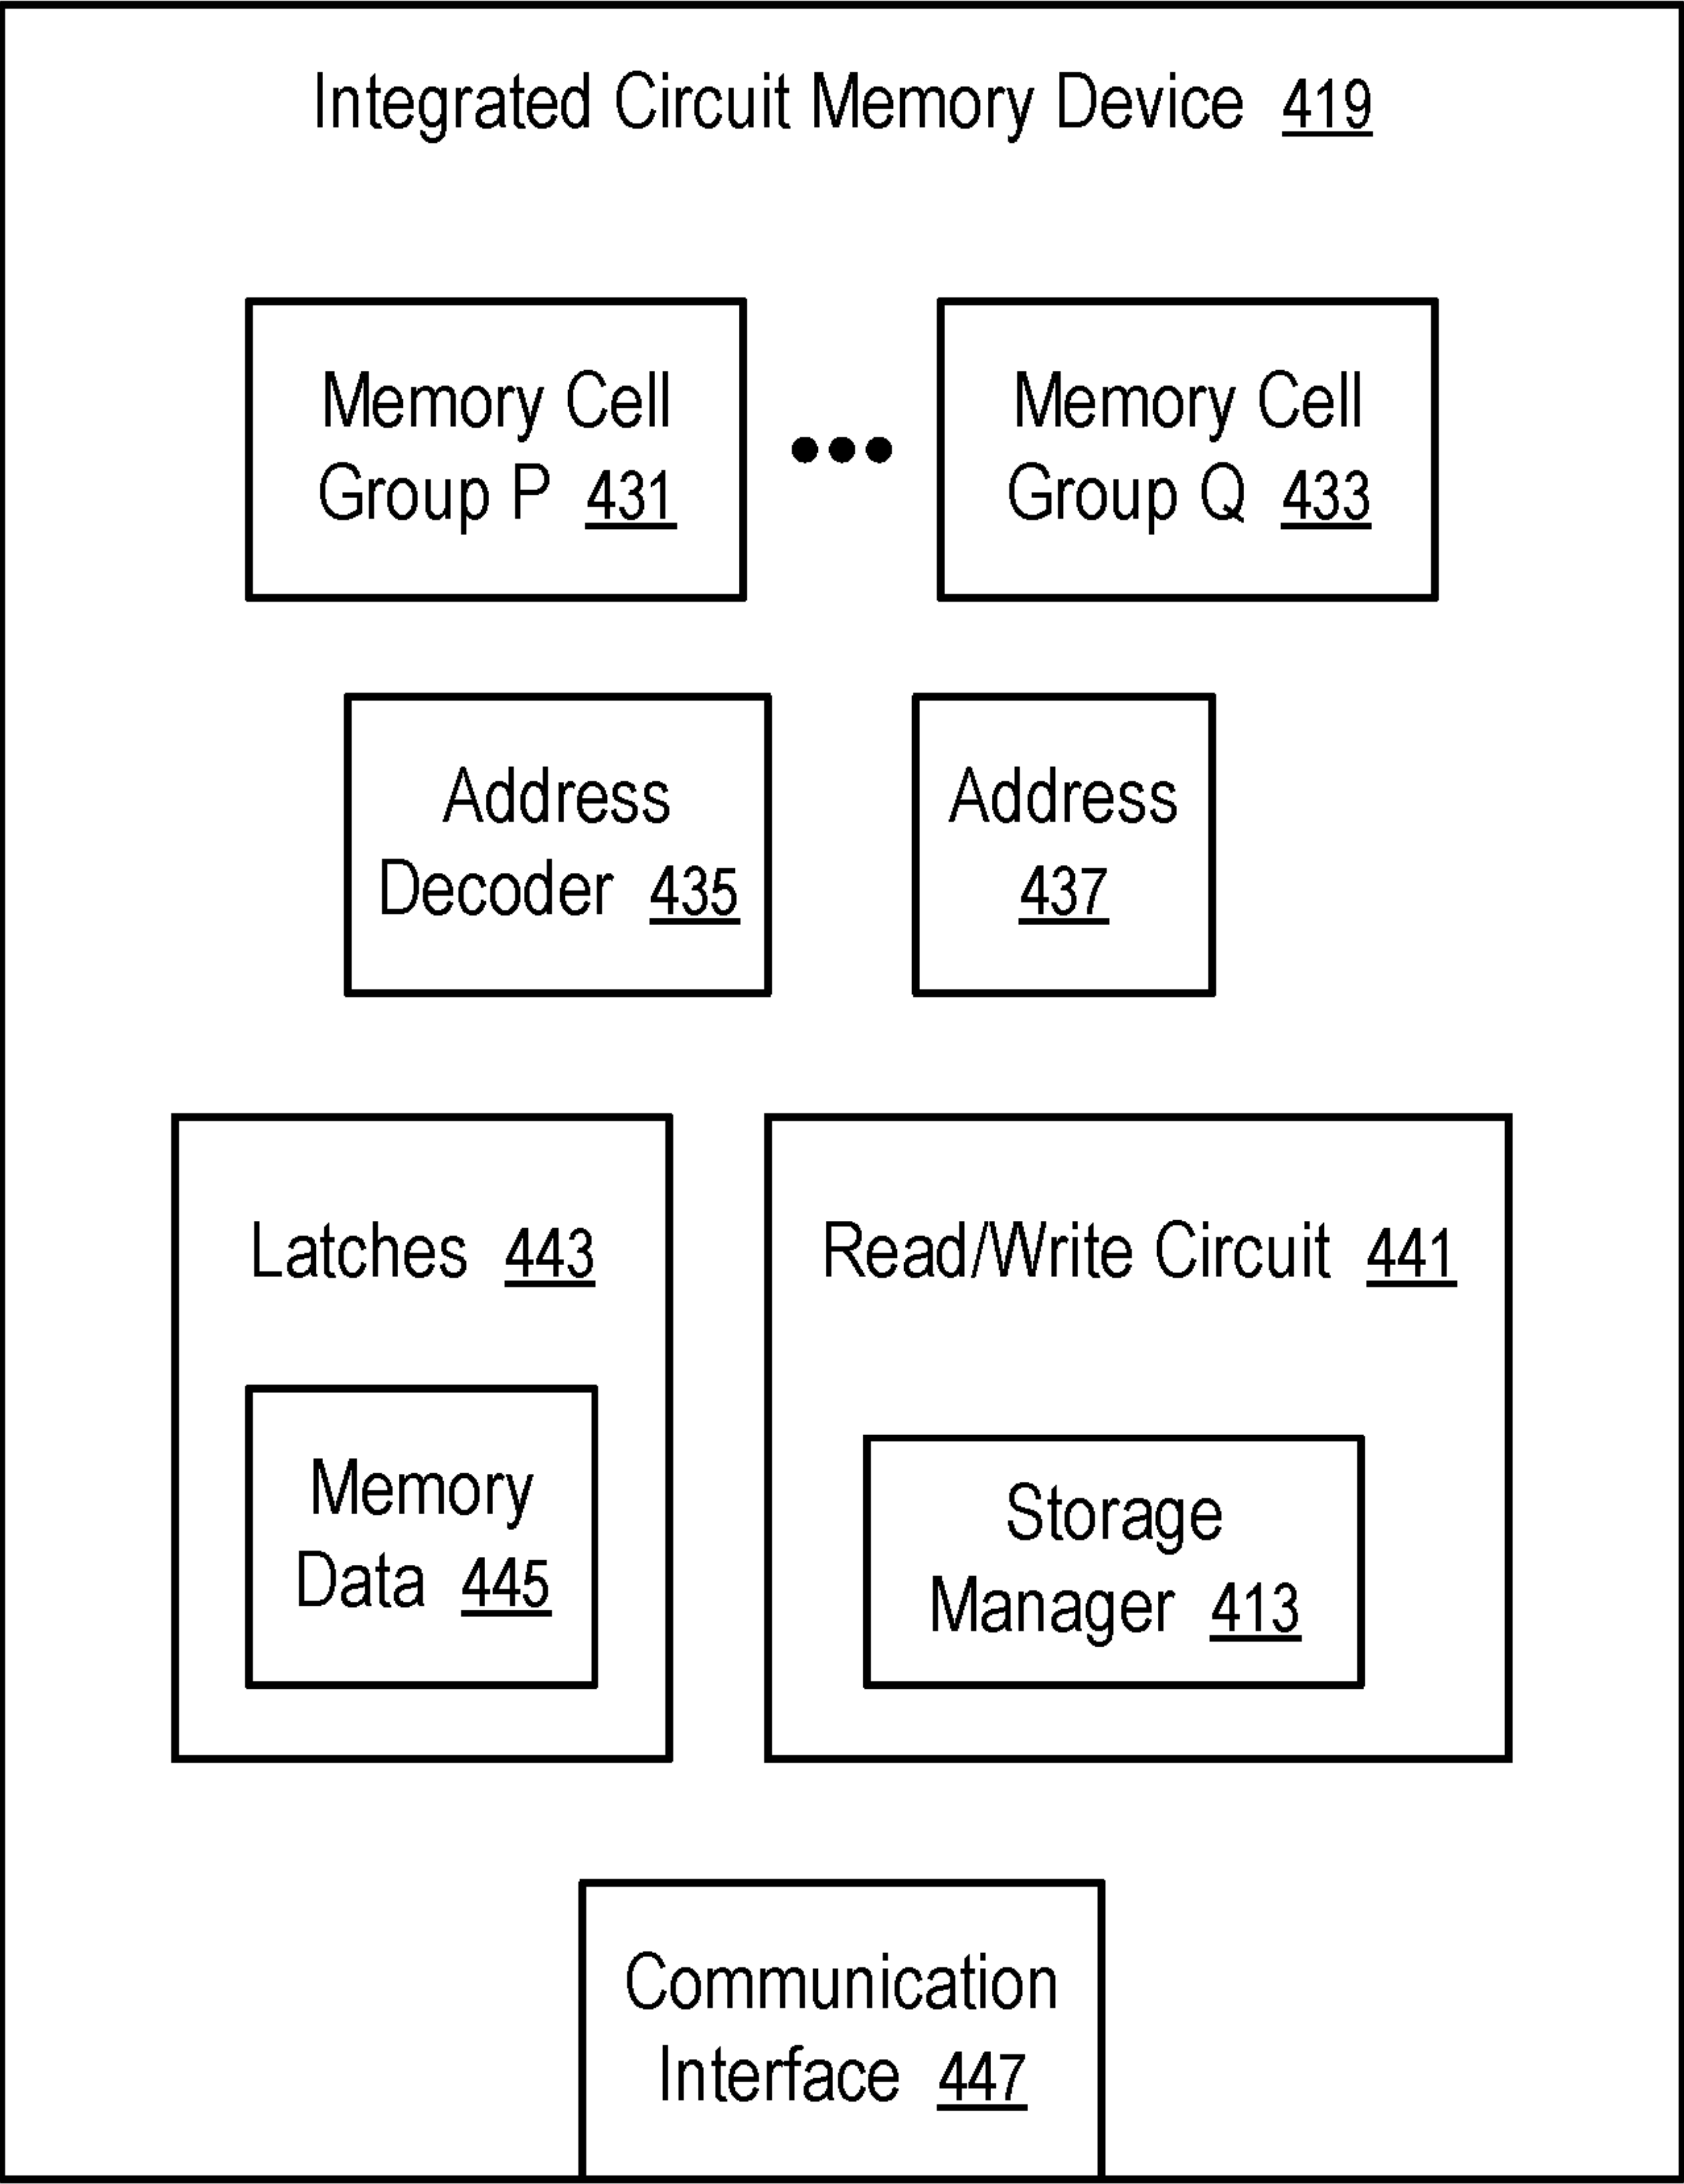 Integrated Circuit Memory Device 419
Memory Cell
Group P 431
Memory Cell
Group Q 433
Address
Decoder 435
Address
437
Latches 443
Memory
Data 445
Read/Write Circuit 441
Storage
Manager 413
Communication
Interface 447